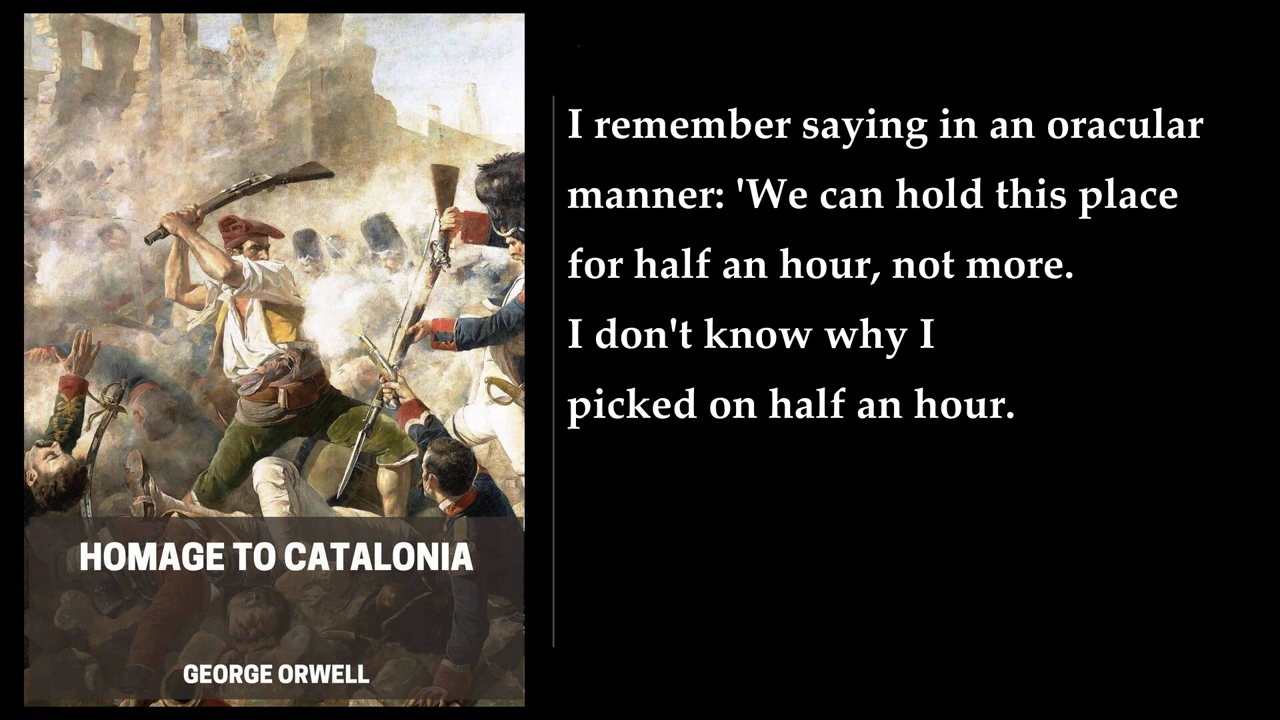 HOMAGE TO CATALONIA
GEORGE ORWELL
I remember saying in an oracular
manner: 'We can hold this place
for half an hour, not more.
I don't know why I
picked on half an hour.